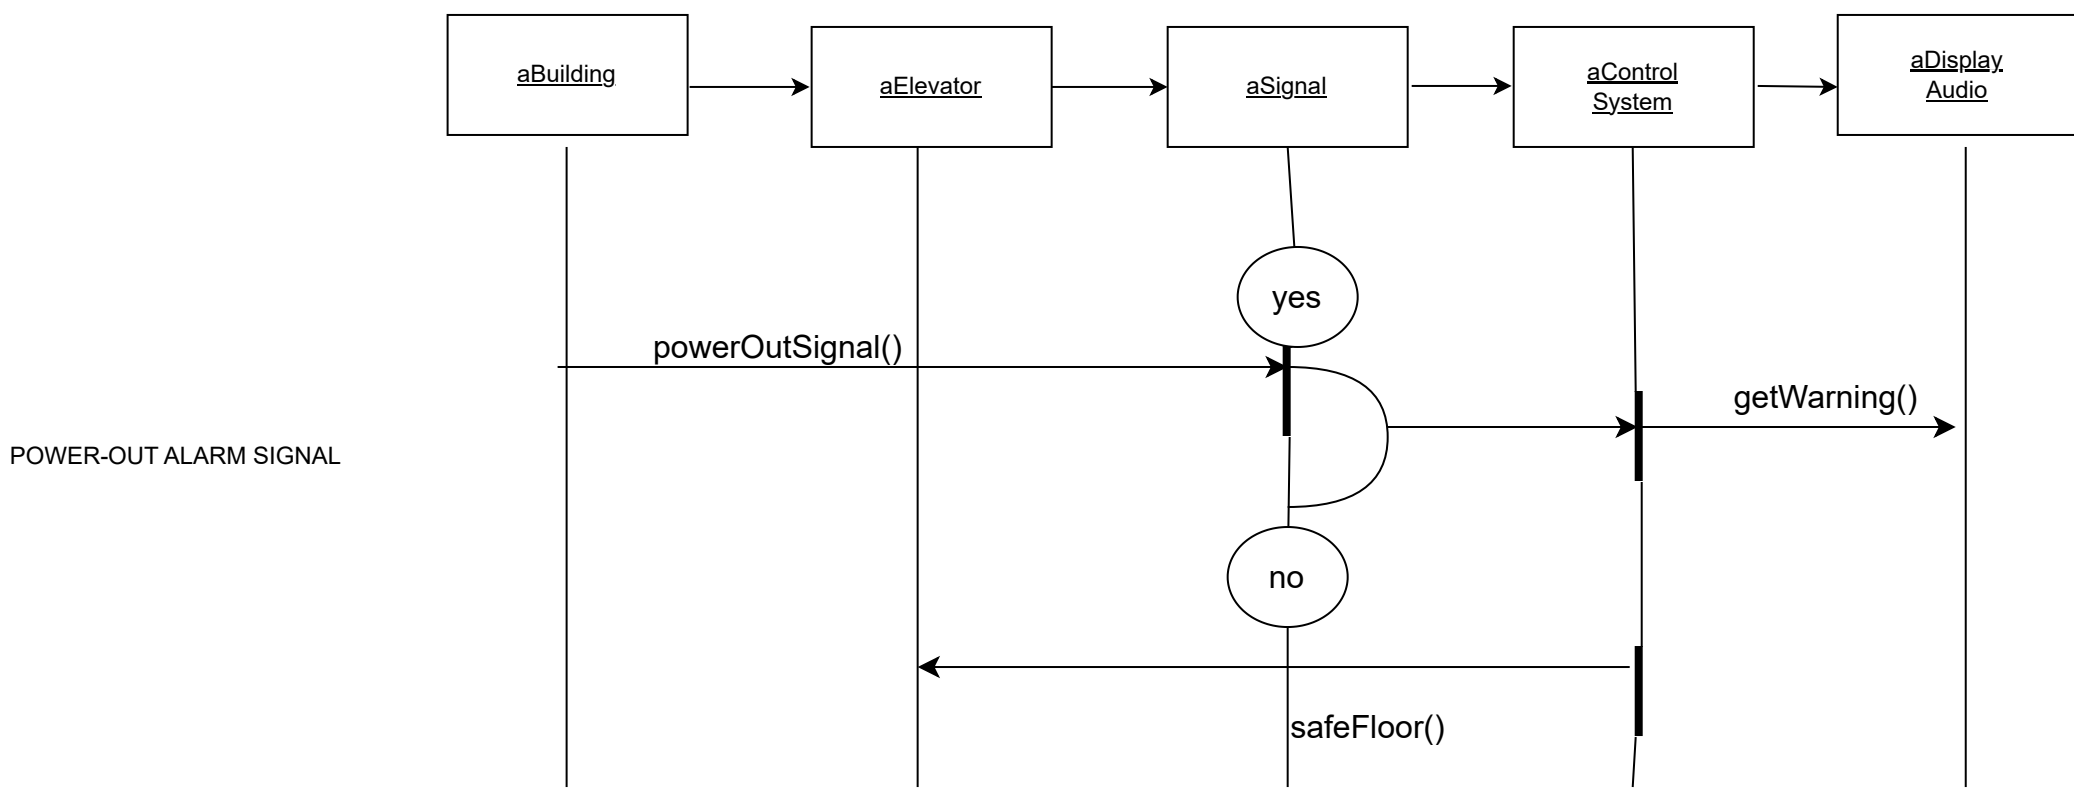 aBuilding
aElevator
aSignal
aControl
System
aDisplay
Audio
yes
powerOutSignal()
getWarning()
POWER-OUT ALARM SIGNAL
no
safeFloor()